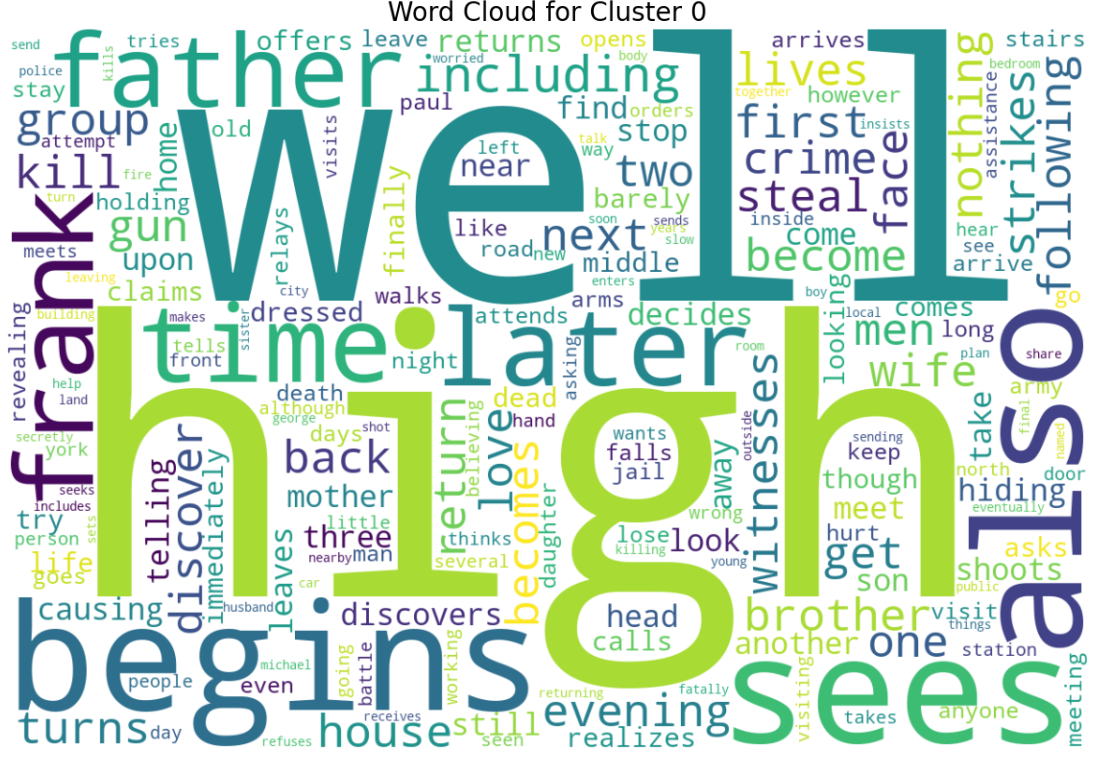 Word Cloud for Cluster 0
send
tries
offers
leave
returns
opens
arrives
stairs
police
kills
father
worried
body
well
together
lives
nothing
stay
including
however
group
paul
find
orders
first
insists
assistance
strikes
following
attempt
home
old
visits
left
talk
stop
way
near
two
crime
face
kill
fire
finally
barely
steal
turn
holding
relays
like
soon
sends
years
inside
hear
gun
road
new
next
slow
come
see
frank
meets
upon
middle
become
arrive
leaving
claims
city
walks
enters
arms
boy
looking
go
building
makes
dressed
attends
decides
comes
local
also
high
time
later
men
long
revealing
tells
sister
front
night
asking
room
wife
plan
share
help
land
death
although
george
shot
dead
hand
witnesses
outside
army
take
final
named
secretly
york
days
return
believing
love
wants
falls
jail
away
sending
keep
door
seeks
telling
discover
immediately
back
becomes
though
north
hiding
includes
mother
wrong
meet
eventually
try
sets
little
thinks
daughter
lose
killing
look
hurt
get
asks
person
three
nearby
man
several
young
son
shoots
life
goes
leaves
car
public
causing
husband
discovers
head
brother
visit
things
begins
calls
another
one
station
sees
michael
going
battle
working
people
even
returning
fatally
visiting
meeting
turns
day
receives
still
evening
takes
anyone
refuses
house
seen
realizes